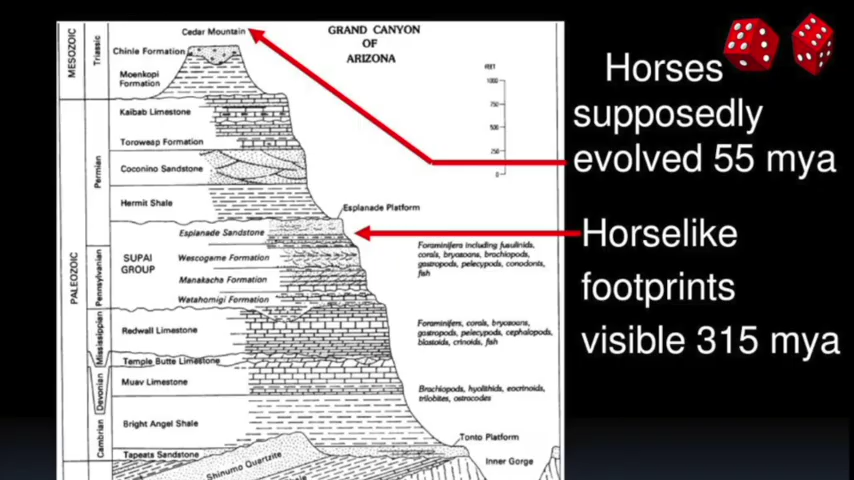 GRAND CANYON
OF
ARIZONA
MESOZOIC
Triassic
Cedar Mountain
Chinle Formation
Moenkopi
Formation
FEET
1000
750
500
250
0
PALEOZOIC
Permian
Kaibab Limestone
Toroweap Formation
Coconino Sandstone
Hermit Shale
Esplanade Platform
Esplanade Sandstone
SUPAI
GROUP
Pennsylvanian
Wescogame Formation
Manakacha Formation
Watahomigi Formation
Foraminifera including fusulinids,
corals, bryozoans, brachiopods,
gastropods, pelecypods, conodonts,
fish
Mississippian
Redwall Limestone
Foraminifers, corals, bryozoans,
gastropods, pelecypods, cephalopods,
blastoids, crinoids, fish
Temple Butte Limestone
Devonian
Muav Limestone
Brachiopods, hyolithids, eocrinoids,
trilobites, ostracodes
Cambrian
Bright Angel Shale
Tonto Platform
Tapeats Sandstone
Shinumo Quartzite
Inner Gorge
Horses
supposedly
evolved 55 mya
Horselike
footprints
visible 315 mya